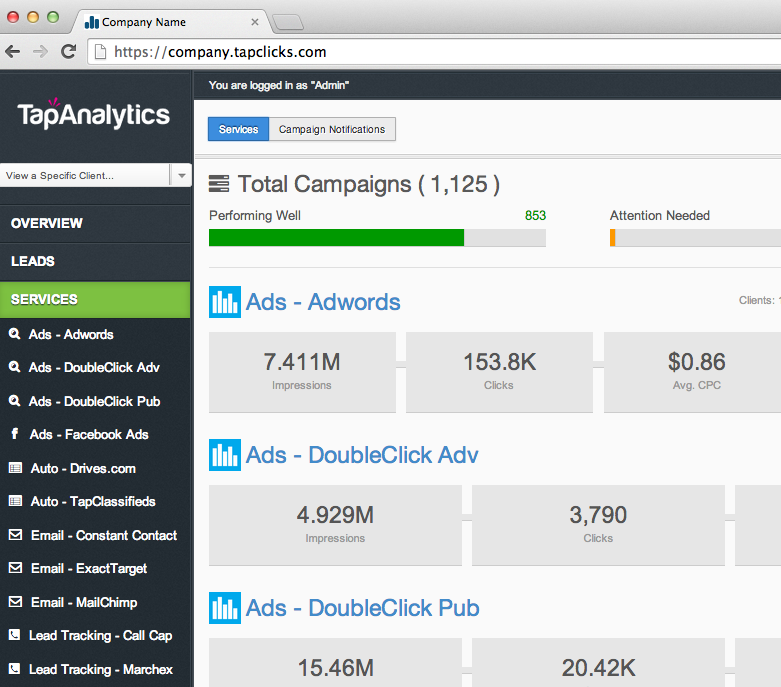 Company Name
https://company.tapclicks.com
You are logged in as "Admin"
TapAnalytics
Services
Campaign Notifications
View a Specific Client...
Total Campaigns ( 1,125 )
Performing Well
853
Attention Needed
OVERVIEW
LEADS
SERVICES
Ads - Adwords
Ads - DoubleClick Adv
Ads - DoubleClick Pub
Ads - Facebook Ads
Auto - Drives.com
Auto - TapClassifieds
Email - Constant Contact
Email - ExactTarget
Email - MailChimp
Lead Tracking - Call Cap
Lead Tracking - Marchex
Ads - Adwords
Clients:
7.411M
Impressions
153.8K
Clicks
$0.86
Avg. CPC
Ads - DoubleClick Adv
4.929M
Impressions
3,790
Clicks
Ads - DoubleClick Pub
15.46M
20.42K